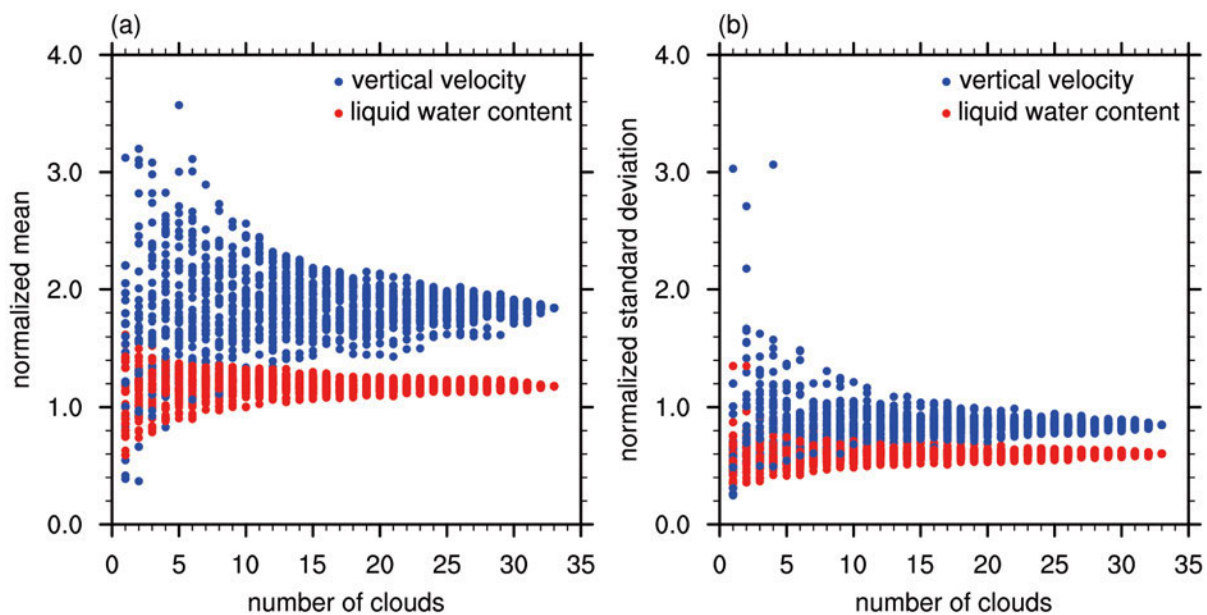 (a)
4.0
3.0
2.0
1.0
0.0
normalized mean
vertical velocity
liquid water content
0 5 10 15 20 25 30 35
number of clouds
(b)
4.0
3.0
2.0
1.0
0.0
normalized standard deviation
vertical velocity
liquid water content
0 5 10 15 20 25 30 35
number of clouds